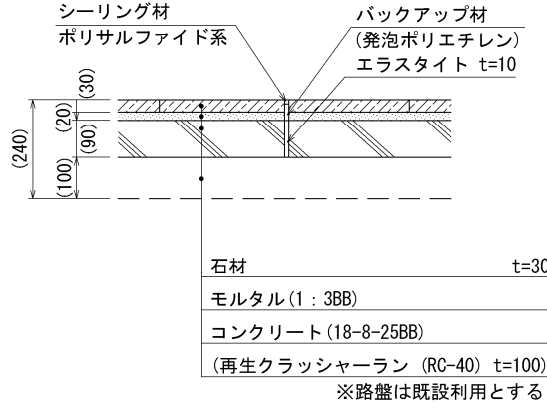 シーリング材
ポリサルファイド系
バックアップ材
(発泡ポリエチレン)
エラスタイト t=10
(30)
(20)
(90)
(240)
(100)
石材 t=30
モルタル(1：3BB)
コンクリート(18-8-25BB)
(再生クラッシャーラン (RC-40) t=100)
※路盤は既設利用とする